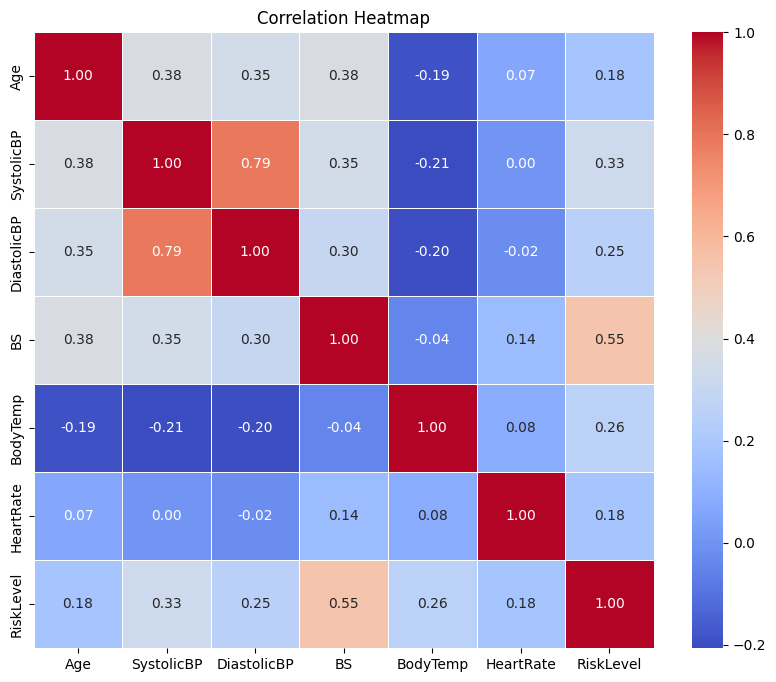 Correlation Heatmap
Age 1.00 0.38 0.35 0.38 -0.19 0.07 0.18
SystolicBP 0.38 1.00 0.79 0.35 -0.21 0.00 0.33
DiastolicBP 0.35 0.79 1.00 0.30 -0.20 -0.02 0.25
BS 0.38 0.35 0.30 1.00 -0.04 0.14 0.55
BodyTemp -0.19 -0.21 -0.20 -0.04 1.00 0.08 0.26
HeartRate 0.07 0.00 -0.02 0.14 0.08 1.00 0.18
RiskLevel 0.18 0.33 0.25 0.55 0.26 0.18 1.00
Age SystolicBP DiastolicBP BS BodyTemp HeartRate RiskLevel
1.0
0.8
0.6
0.4
0.2
0.0
−0.2